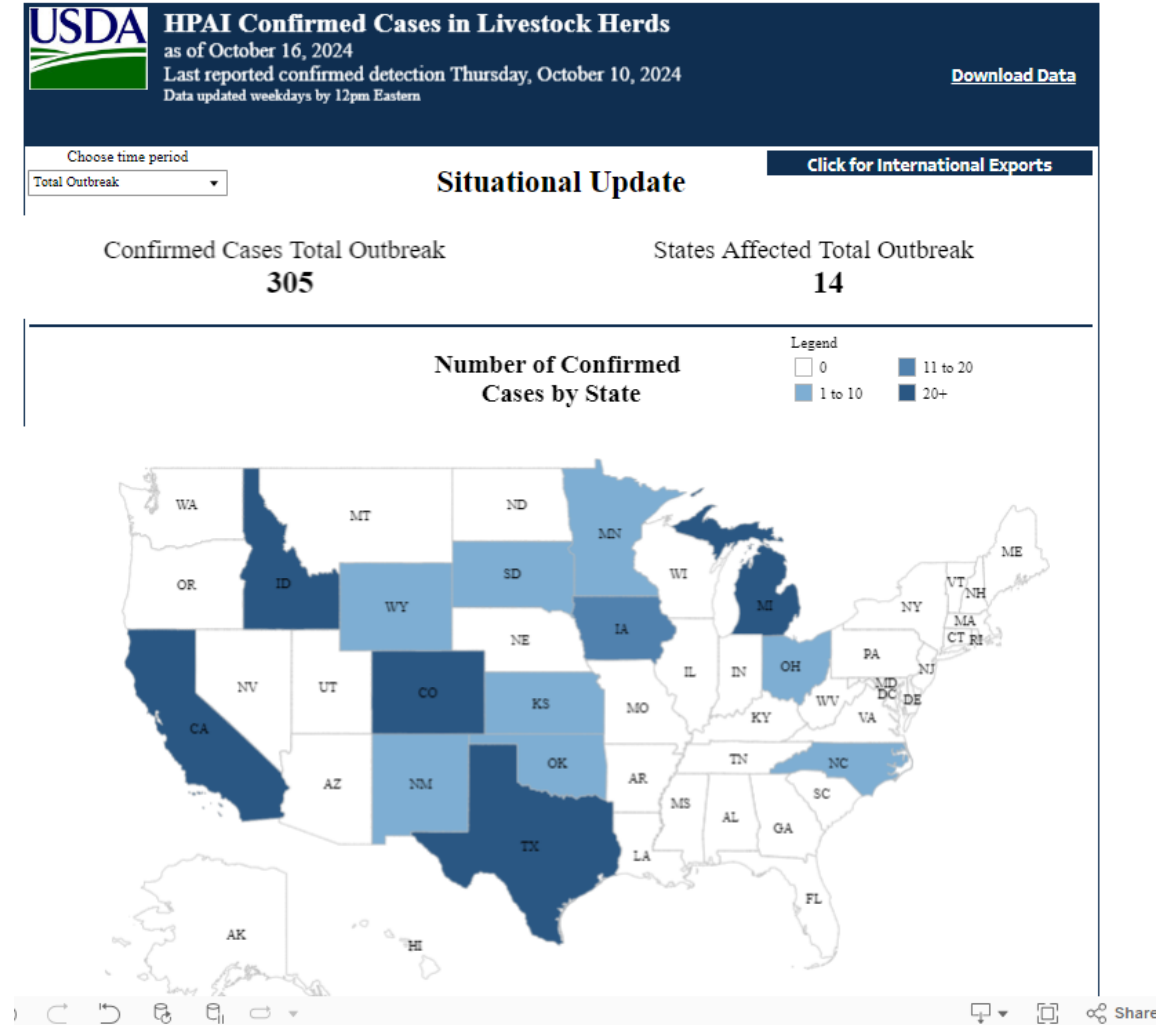 USDA
HPAI Confirmed Cases in Livestock Herds
as of October 16, 2024
Last reported confirmed detection Thursday, October 10, 2024
Data updated weekdays by 12pm Eastern
Download Data
Choose time period
Total Outbreak
Situational Update
Click for International Exports
Confirmed Cases Total Outbreak
305
States Affected Total Outbreak
14
Number of Confirmed
Cases by State
Legend
0
11 to 20
1 to 10
20+
WA
MT
ND
MN
ME
OR
ID
SD
WI
VT
NH
WY
MI
NY
MA
CT RI
IA
NE
PA
NJ
NV
UT
CO
IL
IN
OH
MD
DC
DE
KS
MO
WV
VA
KY
CA
AZ
NM
OK
AR
TN
NC
SC
MS
AL
GA
TX
LA
FL
AK
HI
Share